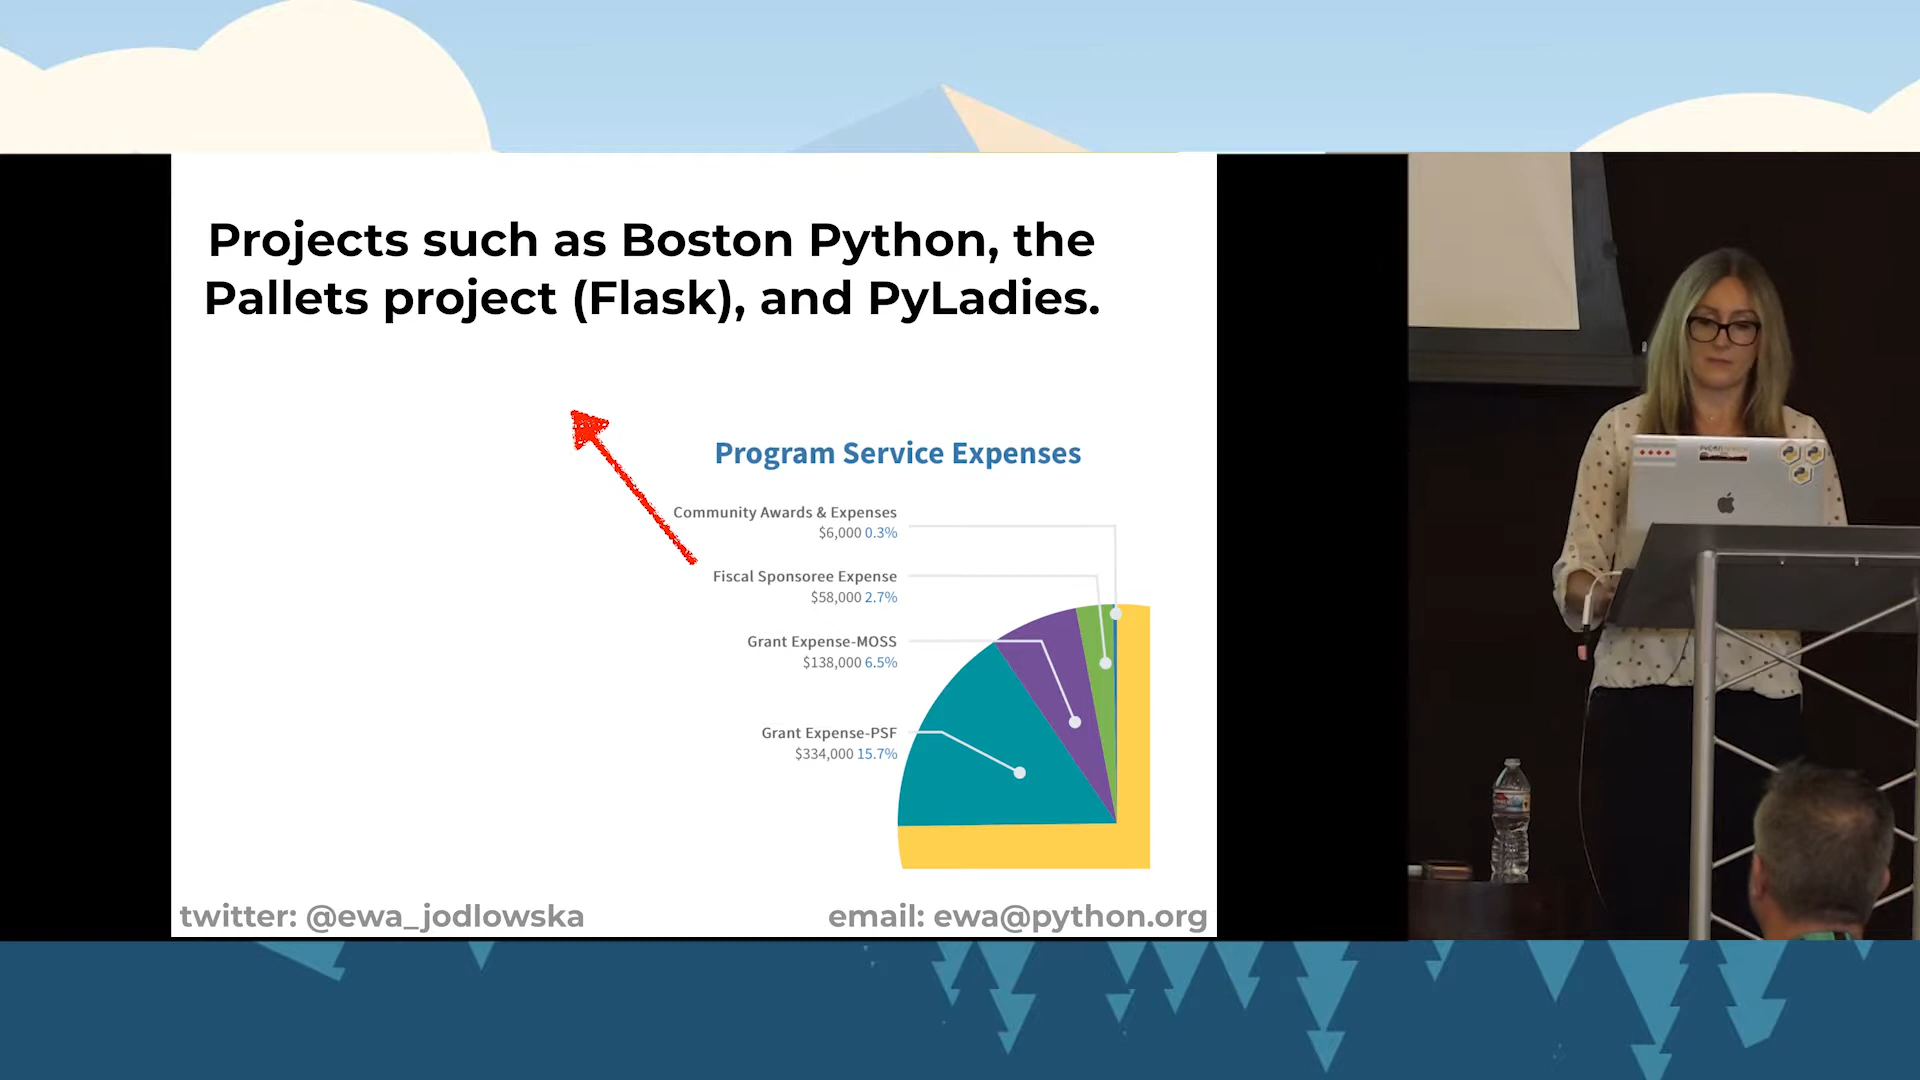 Projects such as Boston Python, the
Pallets project (Flask), and PyLadies.
Program Service Expenses
Community Awards & Expenses
$6,000 0.3%
Fiscal Sponsoree Expense
$58,000 2.7%
Grant Expense-MOSS
$138,000 6.5%
Grant Expense-PSF
$334,000 15.7%
twitter: @ewa_jodlowska
email: ewa@python.org